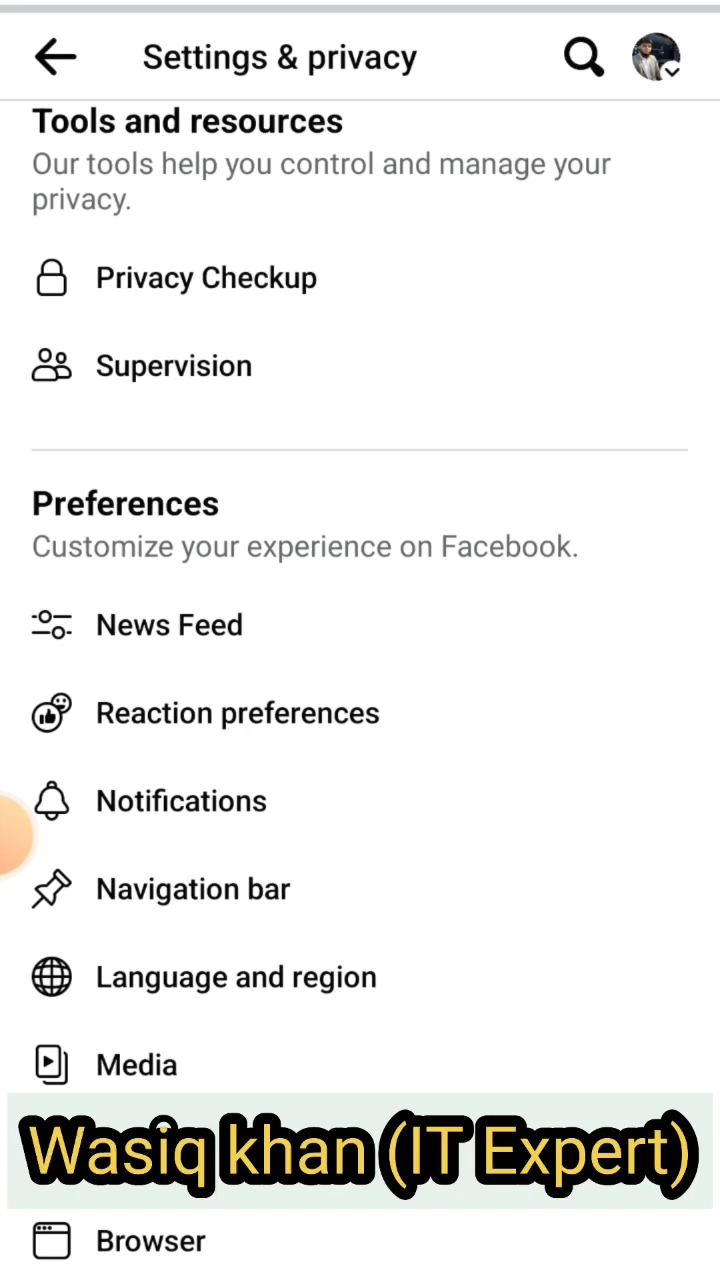 Settings & privacy
Tools and resources
Our tools help you control and manage your
privacy.
Privacy Checkup
Supervision
Preferences
Customize your experience on Facebook.
News Feed
Reaction preferences
Notifications
Navigation bar
Language and region
Media
Wasiq khan (IT Expert)
Browser